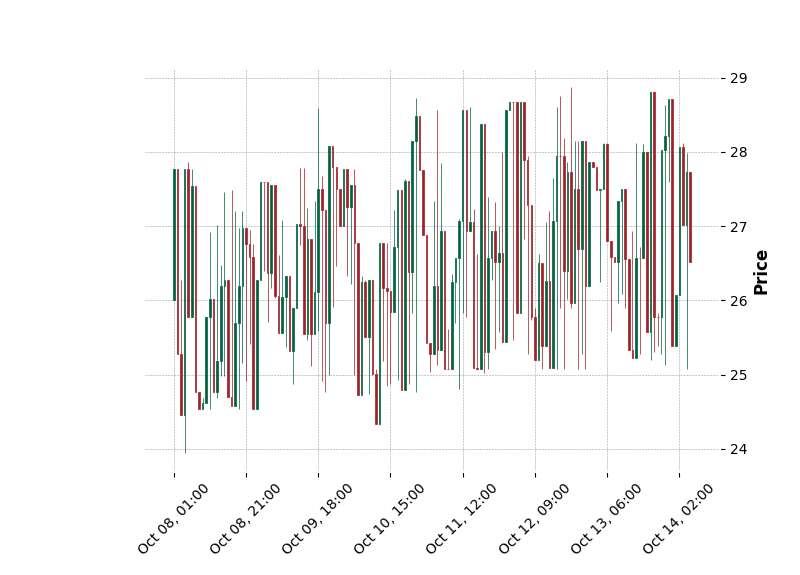 29
28
27
26
25
24
Price
Oct 08, 01:00
Oct 08, 21:00
Oct 09, 18:00
Oct 10, 15:00
Oct 11, 12:00
Oct 12, 09:00
Oct 13, 06:00
Oct 14, 02:00